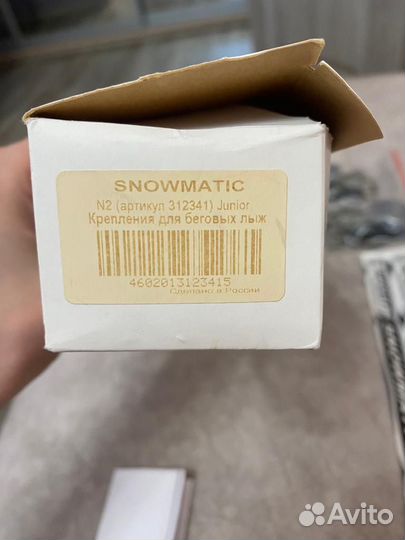 SNOWMATIC
N2 (артикул 312341) Junior
Крепления для беговых лыж
4602013123415
Сделано в России
Avito